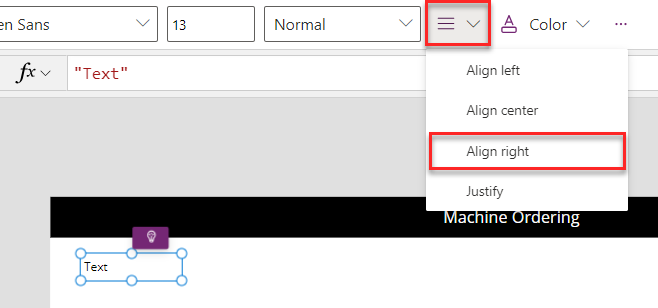 en Sans 13 Normal Color ...
fx "Text"
Align left
Align center
Align right
Justify
Machine Ordering
Text